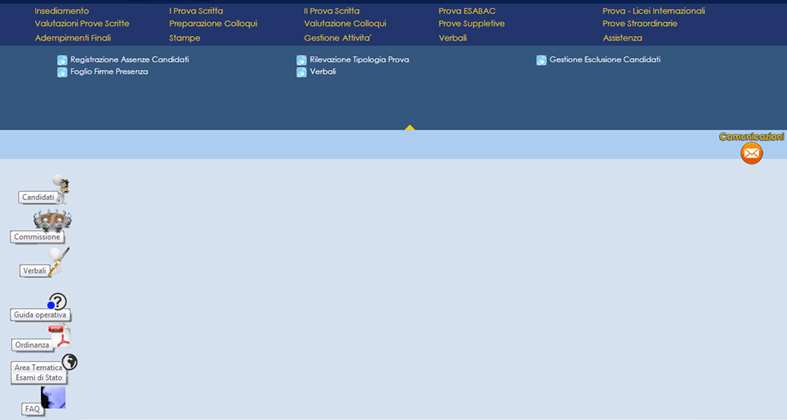 Insediamento I Prova Scritta II Prova Scritta Prova ESABAC Prova - Licei Internazionali
Valutazioni Prove Scritte Preparazione Colloqui Valutazione Colloqui Prove Suppletive Prove Straordinarie
Adempimenti Finali Stampe Gestione Attivita' Verbali Assistenza
Registrazione Assenze Candidati Rilevazione Tipologia Prova Gestione Esclusione Candidati
Foglio Firme Presenza Verbali
Comunicazioni
Candidati
Commissione
Verbali
Guida operativa
PDF
Ordinanza
Area Tematica
Esami di Stato
FAQ